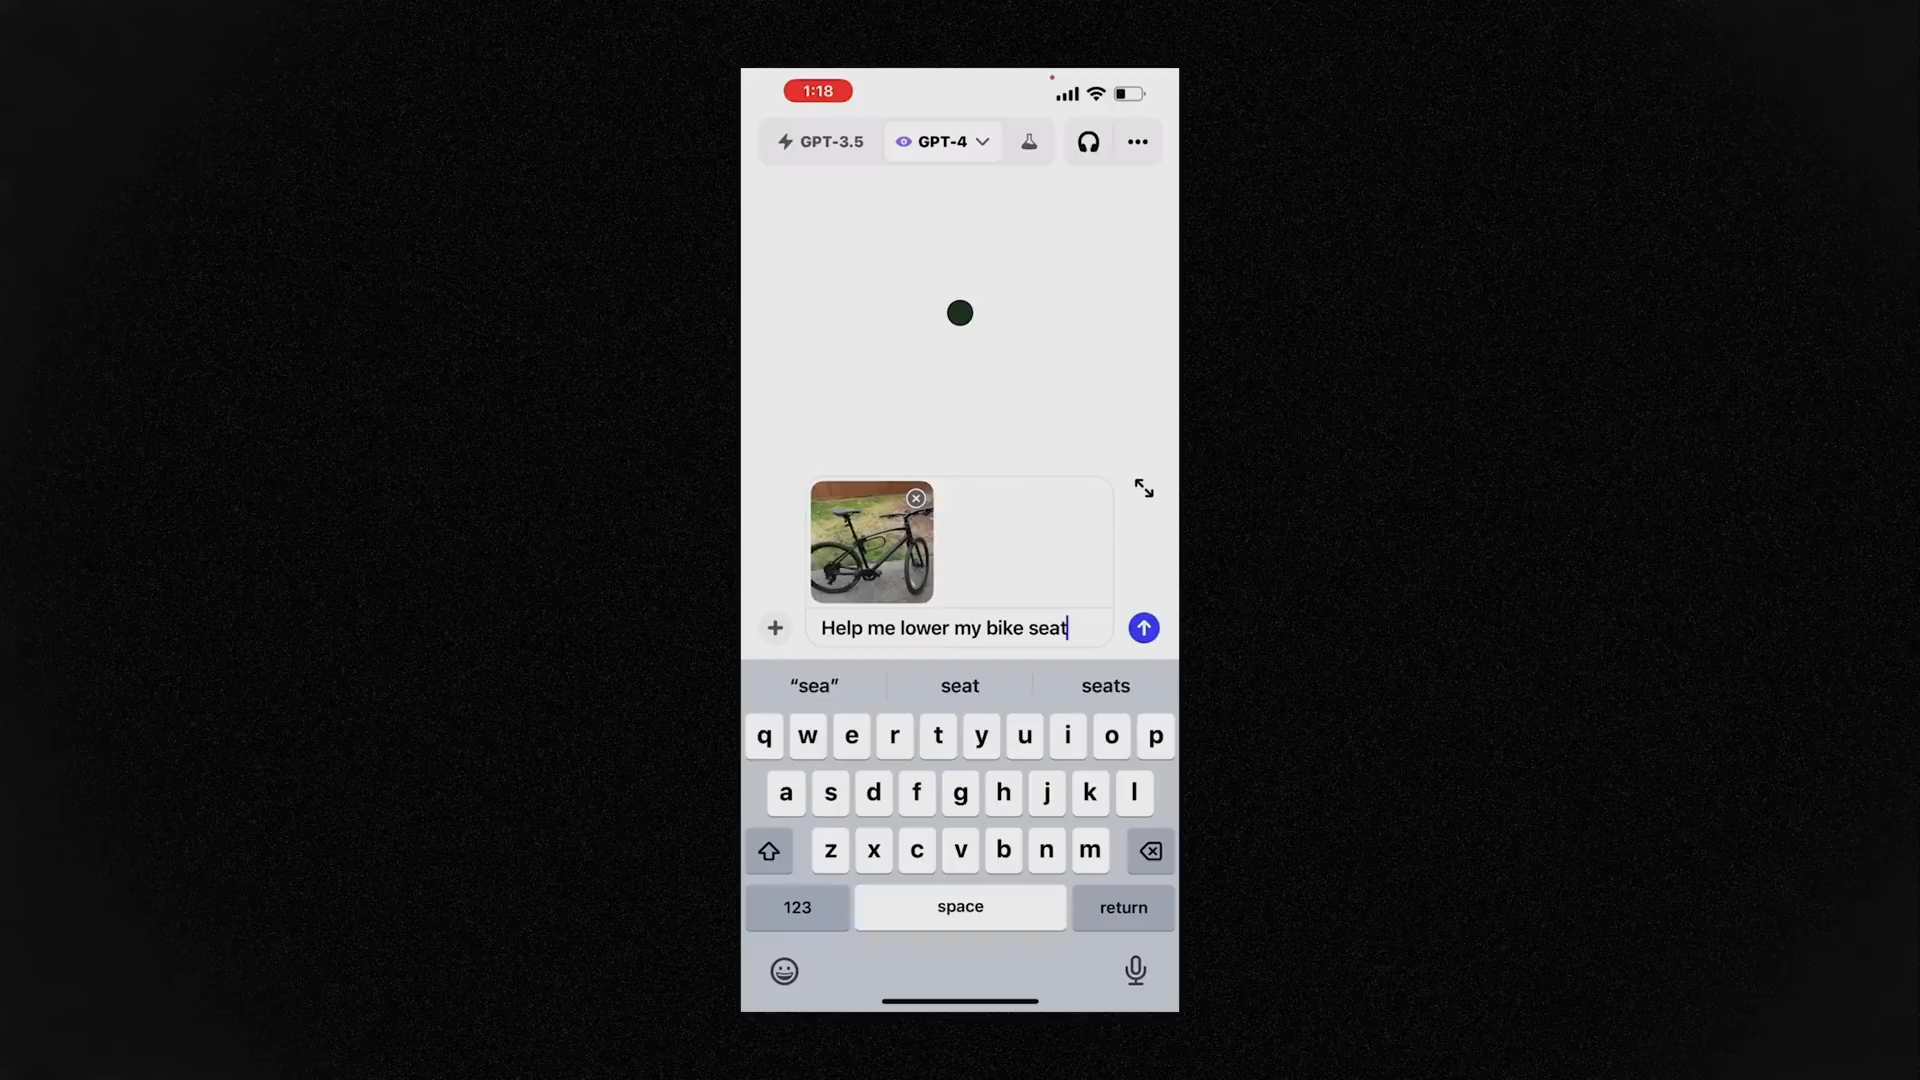 1:18
GPT-3.5 GPT-4
Help me lower my bike seat
“sea” seat seats
q w e r t y u i o p
a s d f g h j k l
z x c v b n m
123 space return